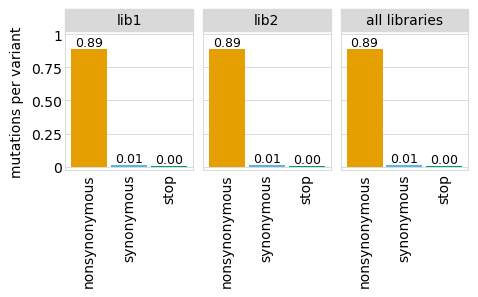 lib1
lib2
all libraries
mutations per variant
1
0.75
0.50
0.25
0
0.89
0.01
0.00
0.89
0.01
0.00
0.89
0.01
0.00
nonsynonymous
synonymous
stop
nonsynonymous
synonymous
stop
nonsynonymous
synonymous
stop